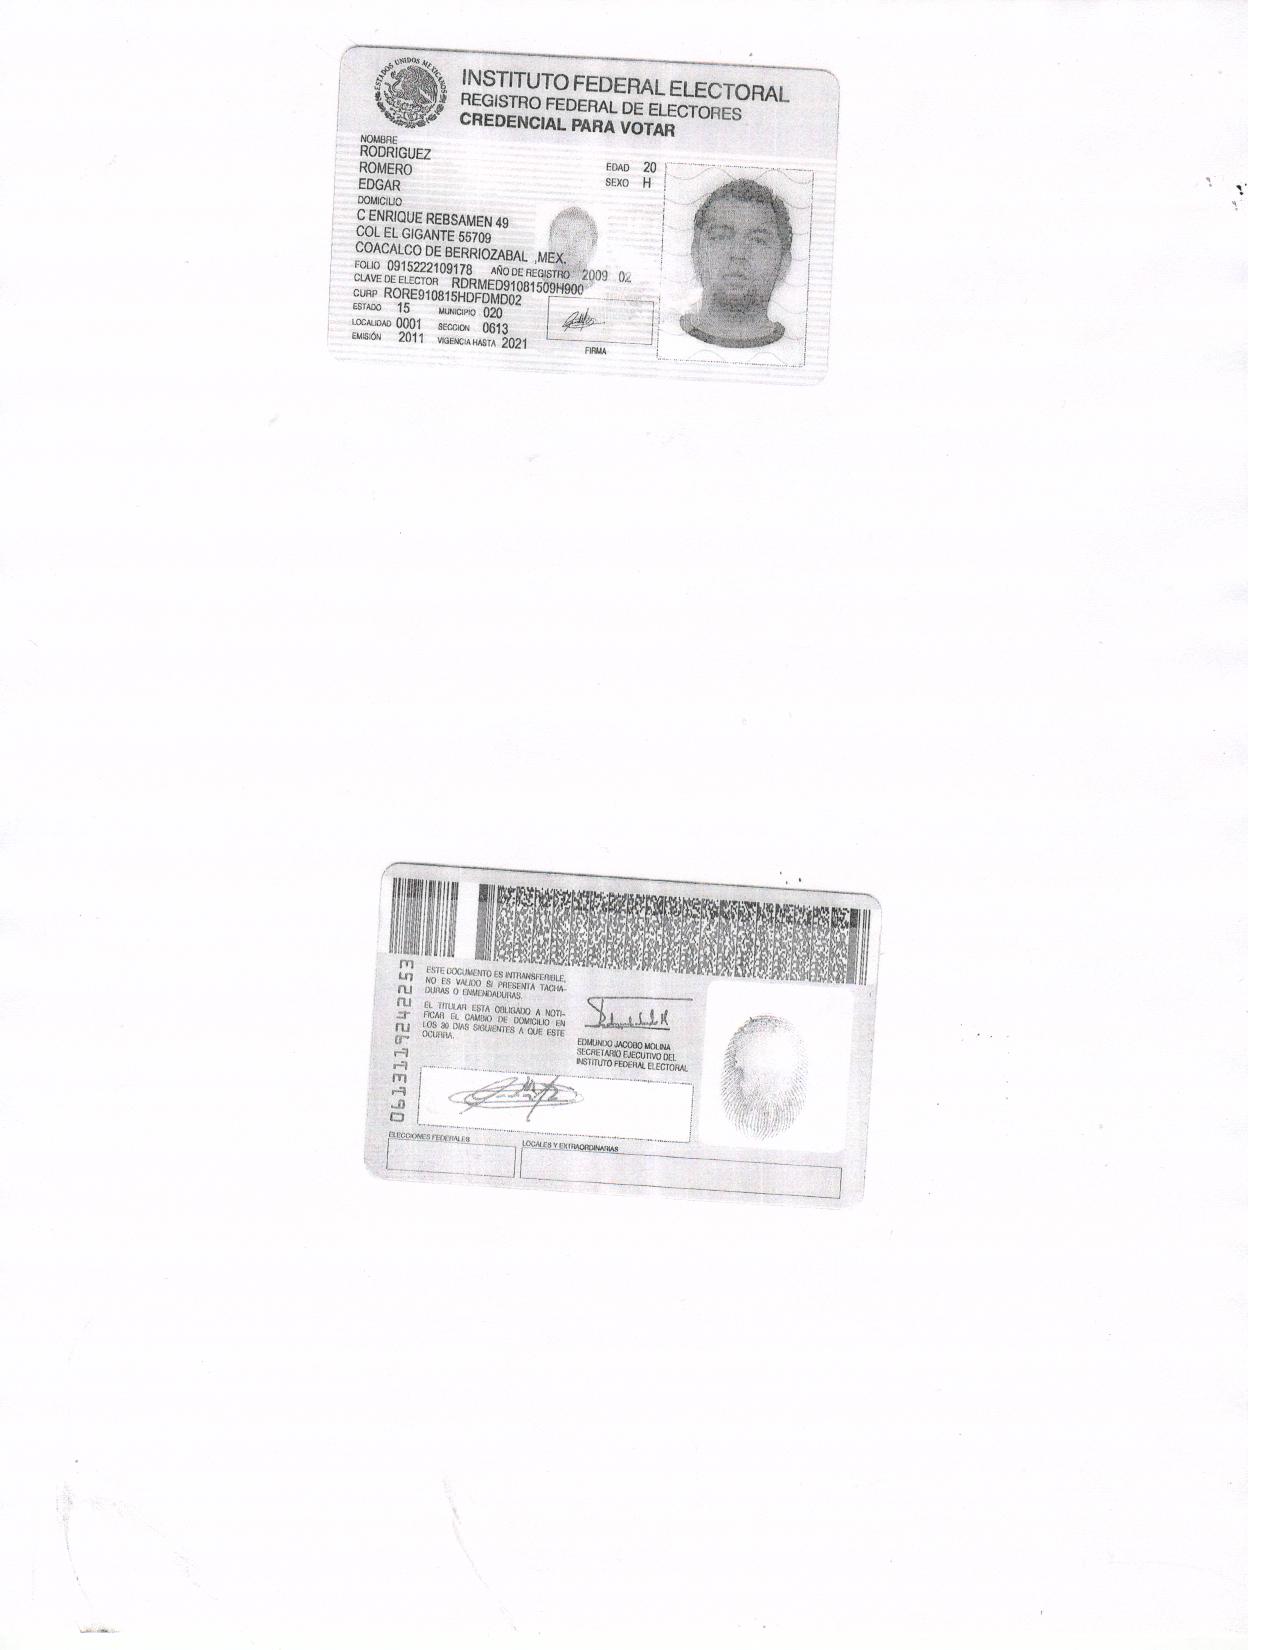 ESTADOS UNIDOS MEXICANOS
INSTITUTO FEDERAL ELECTORAL
REGISTRO FEDERAL DE ELECTORES
CREDENCIAL PARA VOTAR
NOMBRE
RODRIGUEZ
ROMERO
EDGAR
EDAD 20
SEXO H
DOMICILIO
C ENRIQUE REBSAMEN 49
COL EL GIGANTE 55709
COACALCO DE BERRIOZABAL ,MEX.
FOLIO 0915222109178 AÑO DE REGISTRO 2009 02
CLAVE DE ELECTOR RDRMED91081509H900
CURP RORE910815HDFDMD02
ESTADO 15 MUNICIPIO 020
LOCALIDAD 0001 SECCION 0613
EMISIÓN 2011 VIGENCIA HASTA 2021
FIRMA
ESTE DOCUMENTO ES INTRANSFERIBLE,
NO ES VALIDO SI PRESENTA TACHA-
DURAS O ENMENDADURAS.
EL TITULAR ESTA OBLIGADO A NOTI-
FICAR EL CAMBIO DE DOMICILIO EN
LOS 30 DIAS SIGUIENTES A QUE ESTE
OCURRA.
EDMUNDO JACOBO MOLINA
SECRETARIO EJECUTIVO DEL
INSTITUTO FEDERAL ELECTORAL
ELECCIONES FEDERALES
LOCALES Y EXTRAORDINARIAS